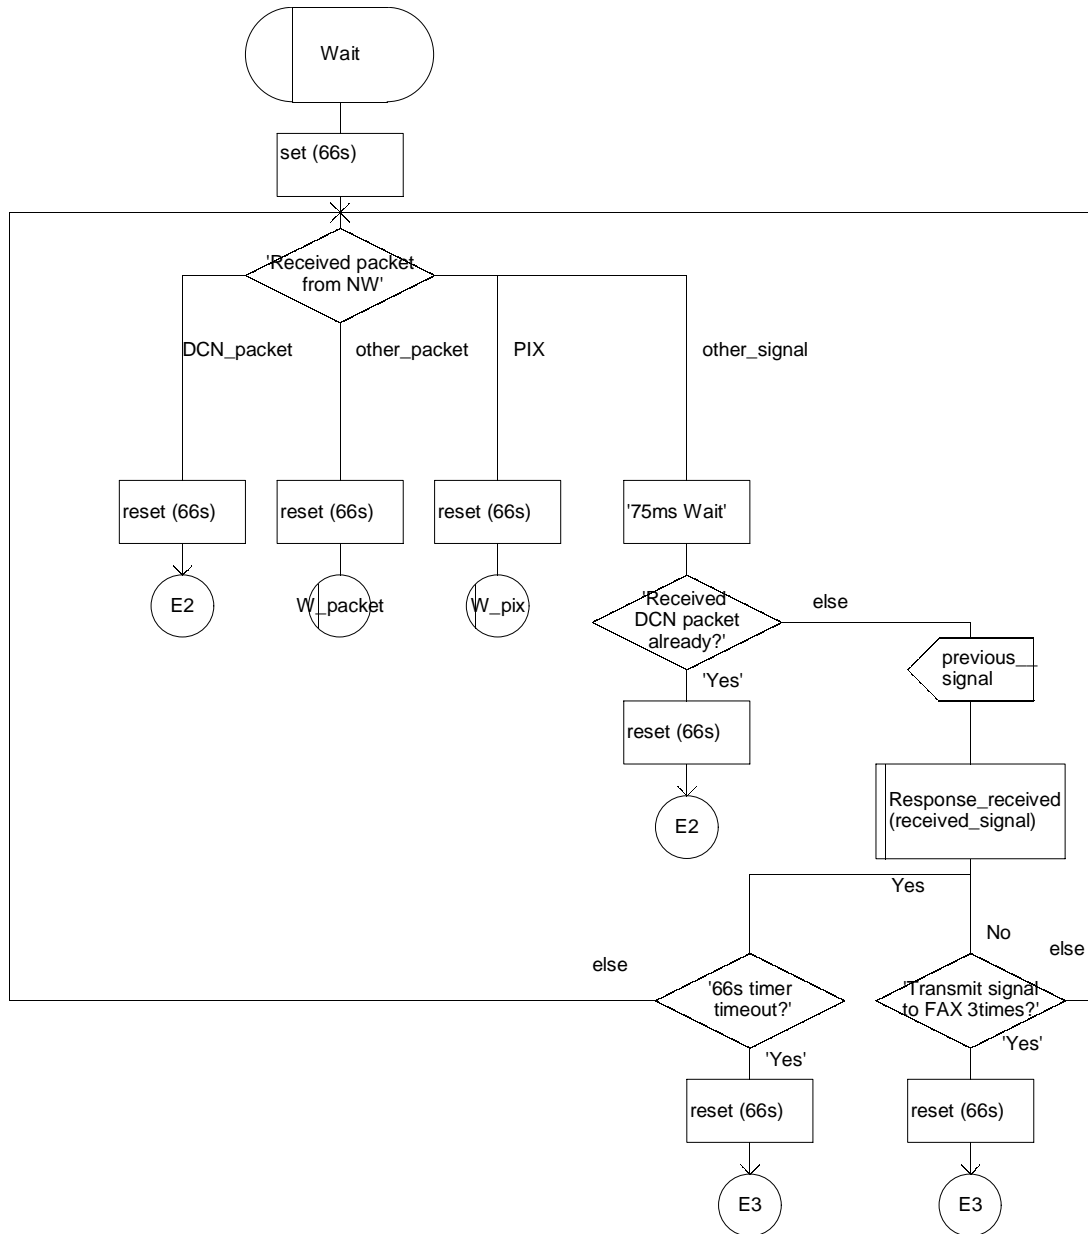 Wait
set (66s)
'Received packet
from NW'
DCN_packet
other_packet
PIX
other_signal
reset (66s)
reset (66s)
reset (66s)
'75ms Wait'
E2
W_packet
W_pix
'Received
DCN packet
already?'
else
'Yes'
previous__
signal
reset (66s)
E2
Response_received
(received_signal)
Yes
No
else
else
'66s timer
timeout?'
'Transmit signal
to FAX 3times?'
'Yes'
'Yes'
reset (66s)
reset (66s)
E3
E3